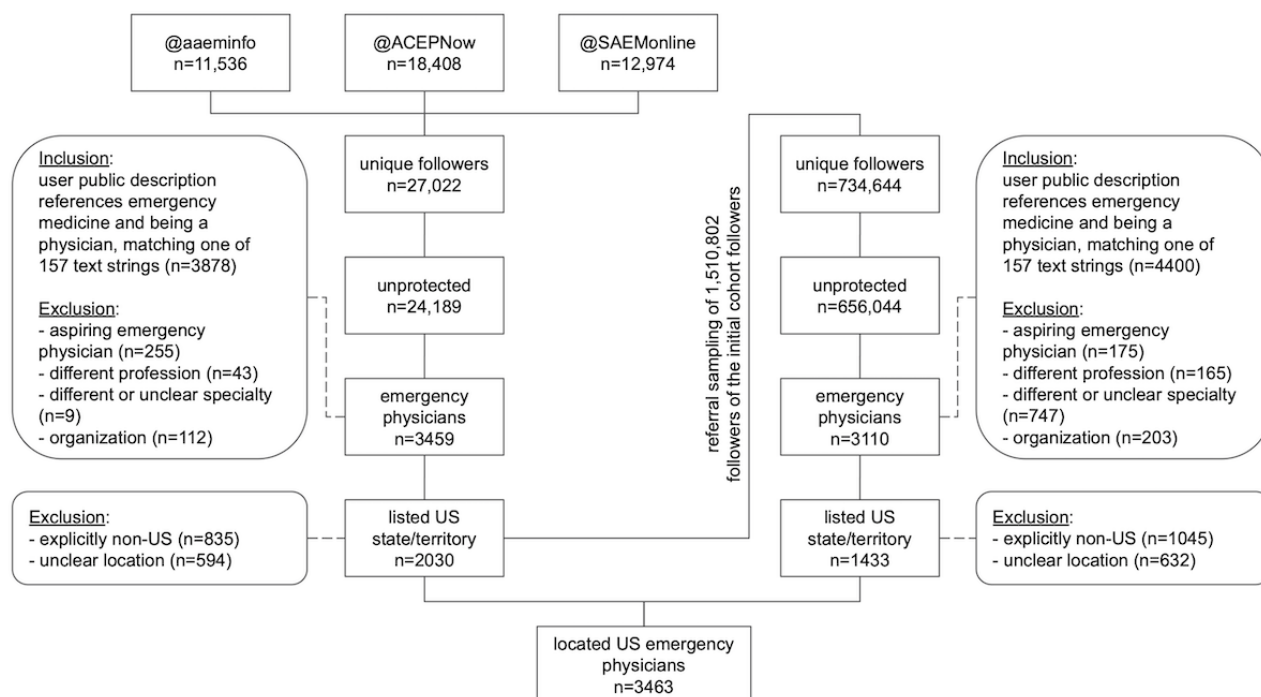 @aaeminfo
n=11,536
@ACEPNow
n=18,408
@SAEMonline
n=12,974
Inclusion:
user public description
references emergency
medicine and being a
physician, matching one of
157 text strings (n=3878)
Exclusion:
- aspiring emergency
physician (n=255)
- different profession (n=43)
- different or unclear specialty
(n=9)
- organization (n=112)
unique followers
n=27,022
unprotected
n=24,189
emergency
physicians
n=3459
Exclusion:
- explicitly non-US (n=835)
- unclear location (n=594)
listed US
state/territory
n=2030
referral sampling of 1,510,802
followers of the initial cohort followers
unique followers
n=734,644
unprotected
n=656,044
emergency
physicians
n=3110
Inclusion:
user public description
references emergency
medicine and being a
physician, matching one of
157 text strings (n=4400)
Exclusion:
- aspiring emergency
physician (n=175)
- different profession (n=165)
- different or unclear specialty
(n=747)
- organization (n=203)
listed US
state/territory
n=1433
Exclusion:
- explicitly non-US (n=1045)
- unclear location (n=632)
located US emergency
physicians
n=3463